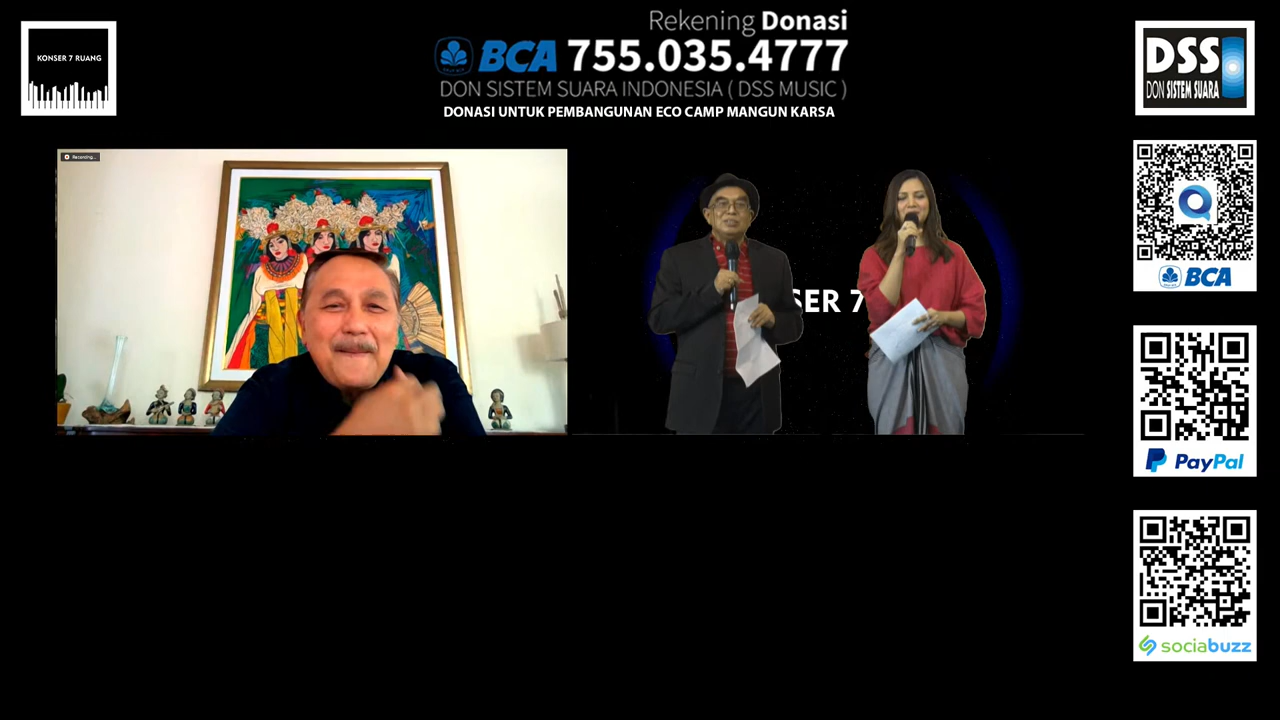 KONSER 7 RUANG
Rekening Donasi
BCA 755.035.4777
DON SISTEM SUARA INDONESIA ( DSS MUSIC )
DONASI UNTUK PEMBANGUNAN ECO CAMP MANGUN KARSA
DSS
DON SISTEM SUARA
BCA
Recording...
SER 7
PayPal
sociabuzz